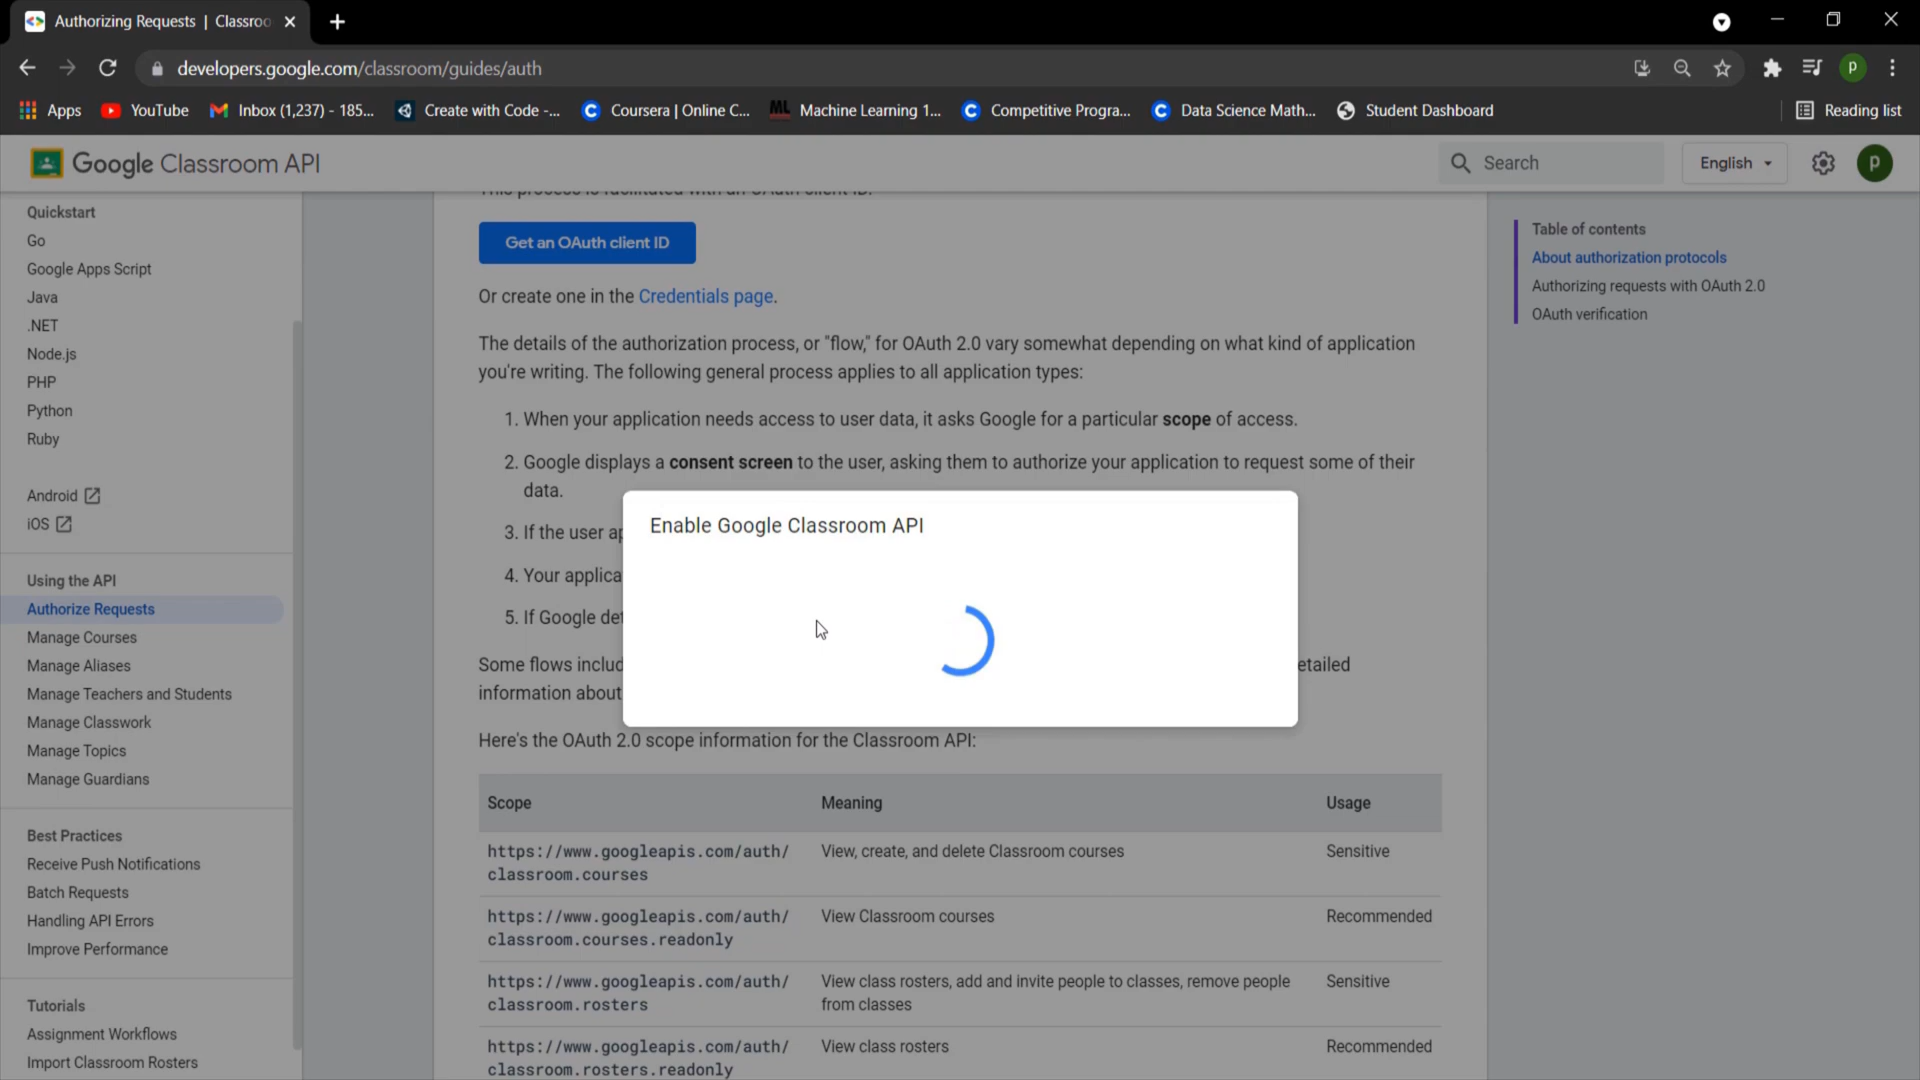 Authorizing Requests | Classroo
developers.google.com/classroom/guides/auth
P
Apps YouTube Inbox (1,237) - 185... Create with Code -... Coursera | Online C... ML Machine Learning 1... Competitive Progra... Data Science Math... Student Dashboard Reading list
Google Classroom API
Search
English
p
Quickstart
Go
Google Apps Script
Java
.NET
Node.js
PHP
Python
Ruby
Android
iOS
Using the API
Authorize Requests
Manage Courses
Manage Aliases
Manage Teachers and Students
Manage Classwork
Manage Topics
Manage Guardians
Best Practices
Receive Push Notifications
Batch Requests
Handling API Errors
Improve Performance
Tutorials
Assignment Workflows
Import Classroom Rosters
This process is facilitated with an OAuth client ID.
Get an OAuth client ID
Or create one in the Credentials page.
The details of the authorization process, or "flow," for OAuth 2.0 vary somewhat depending on what kind of application
you're writing. The following general process applies to all application types:
1. When your application needs access to user data, it asks Google for a particular scope of access.
2. Google displays a consent screen to the user, asking them to authorize your application to request some of their
data.
3. If the user ap
4. Your applica
5. If Google det
Some flows includ
etailed
information about
Enable Google Classroom API
Here's the OAuth 2.0 scope information for the Classroom API:
Scope Meaning Usage
https://www.googleapis.com/auth/ View, create, and delete Classroom courses Sensitive
classroom.courses
https://www.googleapis.com/auth/ View Classroom courses Recommended
classroom.courses.readonly
https://www.googleapis.com/auth/ View class rosters, add and invite people to classes, remove people Sensitive
classroom.rosters from classes
https://www.googleapis.com/auth/ View class rosters Recommended
classroom.rosters.readonly
Table of contents
About authorization protocols
Authorizing requests with OAuth 2.0
OAuth verification